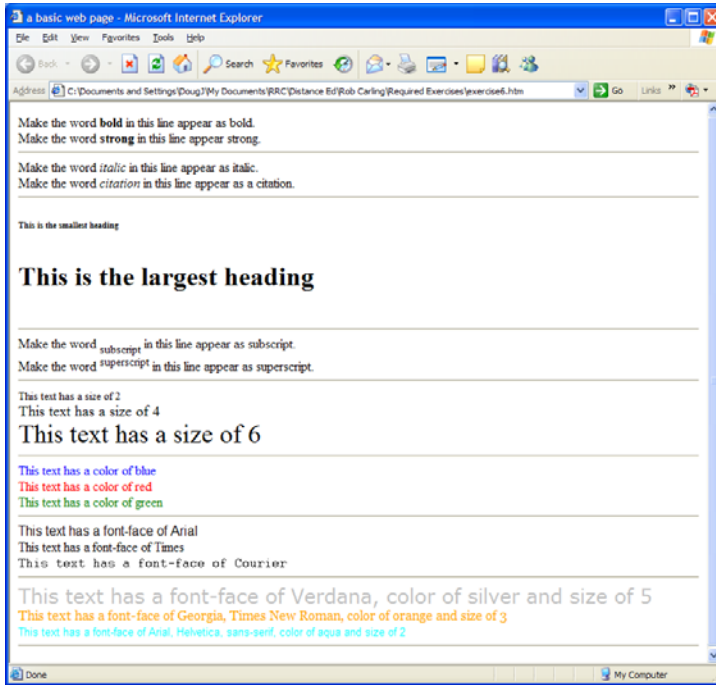 a basic web page - Microsoft Internet Explorer
File Edit View Favorites Tools Help
Back Search Favorites
Address C:\Documents and Settings\DougJ\My Documents\RRC\Distance Ed\Rob Carling\Required Exercises\exercise6.htm Go Links »
Make the word bold in this line appear as bold.
Make the word strong in this line appear strong.
Make the word italic in this line appear as italic.
Make the word citation in this line appear as a citation.
This is the smallest heading
This is the largest heading
Make the word subscript in this line appear as subscript.
Make the word superscript in this line appear as superscript.
This text has a size of 2
This text has a size of 4
This text has a size of 6
This text has a color of blue
This text has a color of red
This text has a color of green
This text has a font-face of Arial
This text has a font-face of Times
This text has a font-face of Courier
This text has a font-face of Verdana, color of silver and size of 5
This text has a font-face of Georgia, Times New Roman, color of orange and size of 3
This text has a font-face of Arial, Helvetica, sans-serif, color of aqua and size of 2
Done My Computer